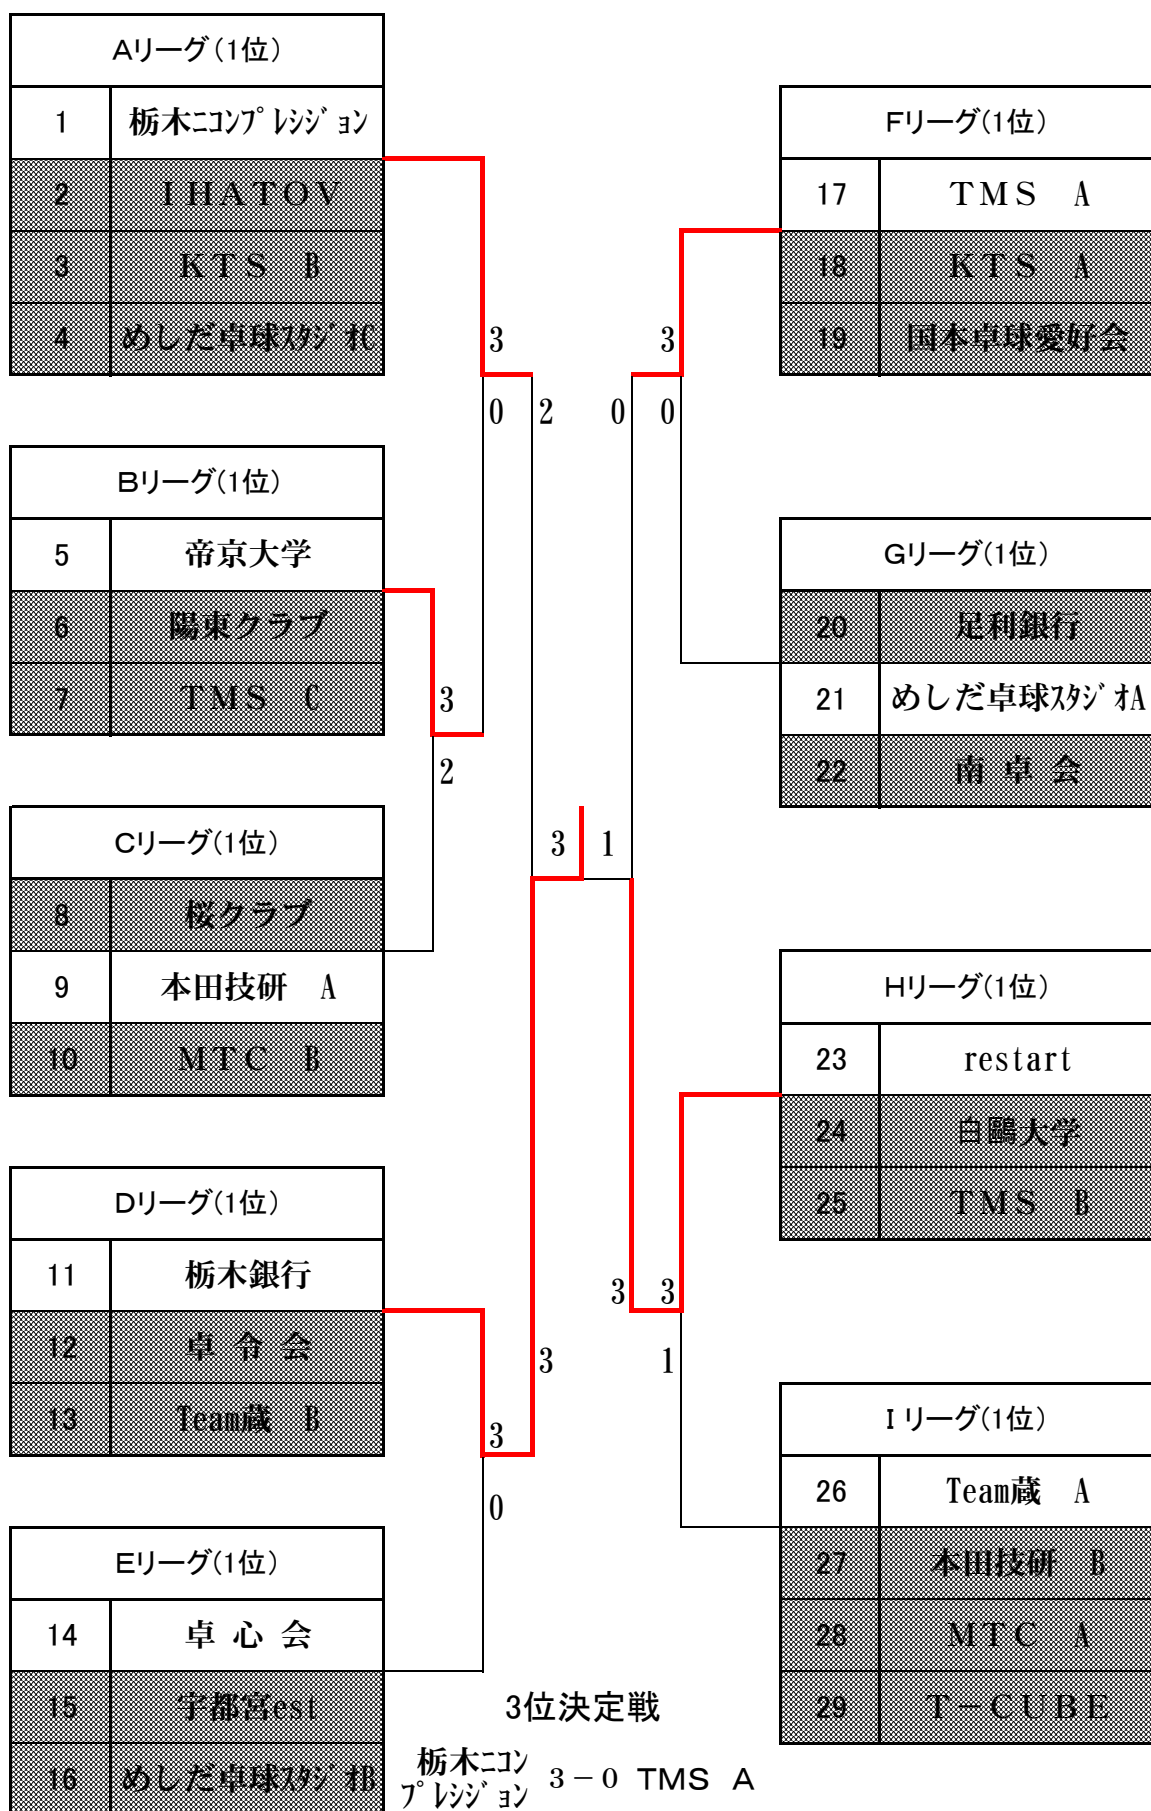 Aリーグ(1位)
1 栃木ニコンプレシジョン
2 IHATOV
3 KTS B
4 めしだ卓球スタジオC
Bリーグ(1位)
5 帝京大学
6 陽東クラブ
7 TMS C
Cリーグ(1位)
8 桜クラブ
9 本田技研 A
10 MTC B
Dリーグ(1位)
11 栃木銀行
12 卓令会
13 Team蔵 B
Eリーグ(1位)
14 卓心会
15 宇都宮est
16 めしだ卓球スタジオB
3
0
2
3
2
3
1
3
3
0
3
0
0
3
3
1
Fリーグ(1位)
17 TMS A
18 KTS A
19 国本卓球愛好会
Gリーグ(1位)
20 足利銀行
21 めしだ卓球スタジオA
22 南卓会
Hリーグ(1位)
23 restart
24 白鷗大学
25 TMS B
Iリーグ(1位)
26 Team蔵 A
27 本田技研 B
28 MTC A
29 T-CUBE
3位決定戦
栃木ニコン
プレシジョン 3-0 TMS A